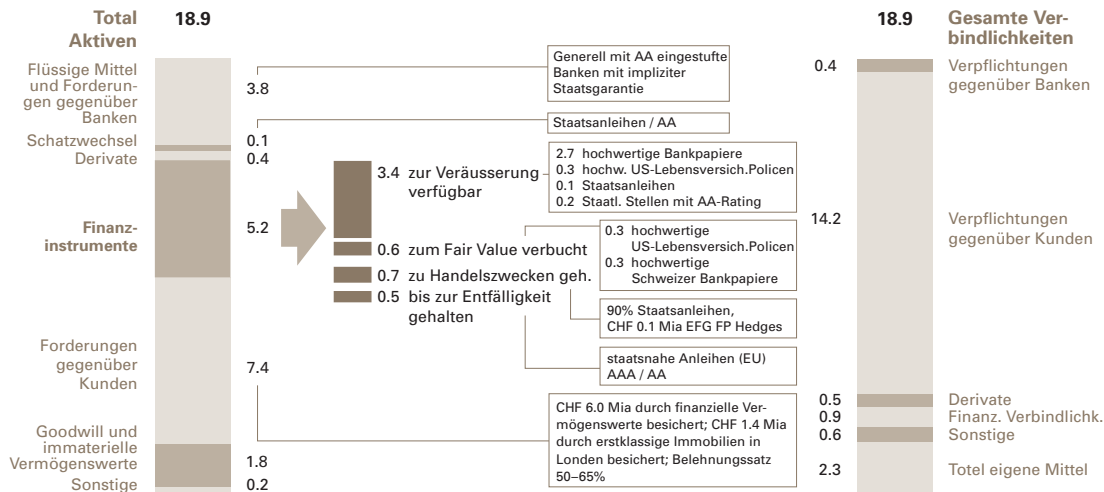 Total
Aktiven
18.9
Flüssige Mittel
und Forderun-
gen gegenüber
Banken
3.8
Schatzwechsel
0.1
Derivate
0.4
Finanz-
instrumente
5.2
Forderungen
gegenüber
Kunden
7.4
Goodwill und
immaterielle
Vermögenswerte
1.8
Sonstige
0.2
Generell mit AA eingestufte
Banken mit impliziter
Staatsgarantie
Staatsanleihen / AA
3.4 zur Veräusserung
verfügbar
2.7 hochwertige Bankpapiere
0.3 hochw. US-Lebensversich.Policen
0.1 Staatsanleihen
0.2 Staatl. Stellen mit AA-Rating
0.6 zum Fair Value verbucht
0.3 hochwertige
US-Lebensversich.Policen
0.3 hochwertige
Schweizer Bankpapiere
0.7 zu Handelszwecken geh.
90% Staatsanleihen,
CHF 0.1 Mia EFG FP Hedges
0.5 bis zur Entfälligkeit
gehalten
staatsnahe Anleihen (EU)
AAA / AA
CHF 6.0 Mia durch finanzielle Ver-
mögenswerte besichert; CHF 1.4 Mia
durch erstklassige Immobilien in
Londen besichert; Belehnungssatz
50–65%
18.9
Gesamte Ver-
bindlichkeiten
0.4
Verpflichtungen
gegenüber Banken
14.2
Verpflichtungen
gegenüber Kunden
0.5
Derivate
0.9
Finanz. Verbindlichk.
0.6
Sonstige
2.3
Totel eigene Mittel